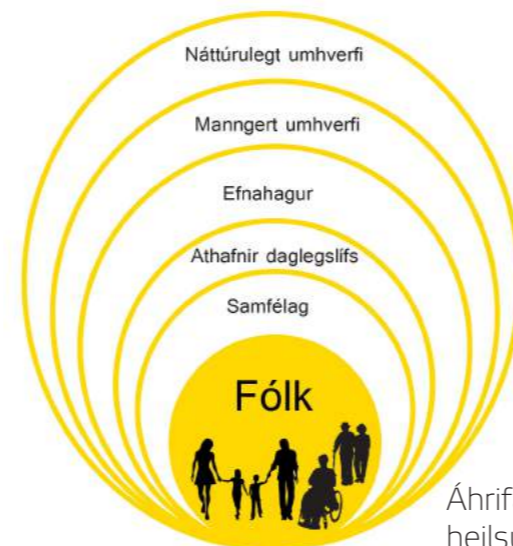 Náttúrulegt umhverfi
Manngert umhverfi
Efnahagur
Athafnir daglegslífs
Samfélag
Fólk
Áhrif